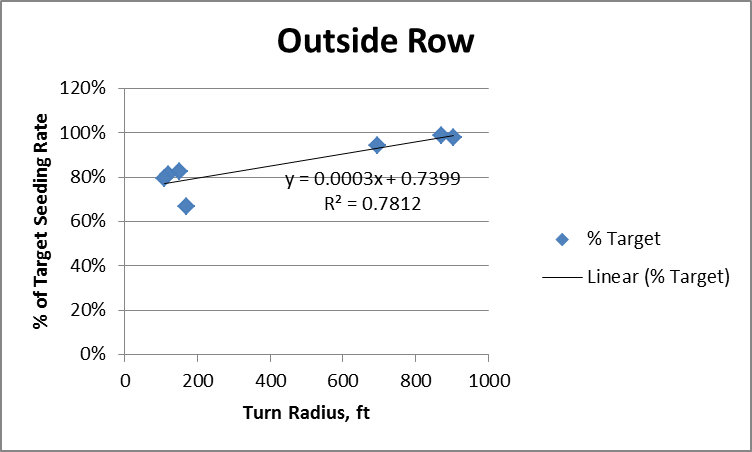 Outside Row
120%
100%
80%
60%
40%
20%
0%
% of Target Seeding Rate
y = 0.0003x + 0.7399
R² = 0.7812
% Target
Linear (% Target)
0 200 400 600 800 1000
Turn Radius, ft